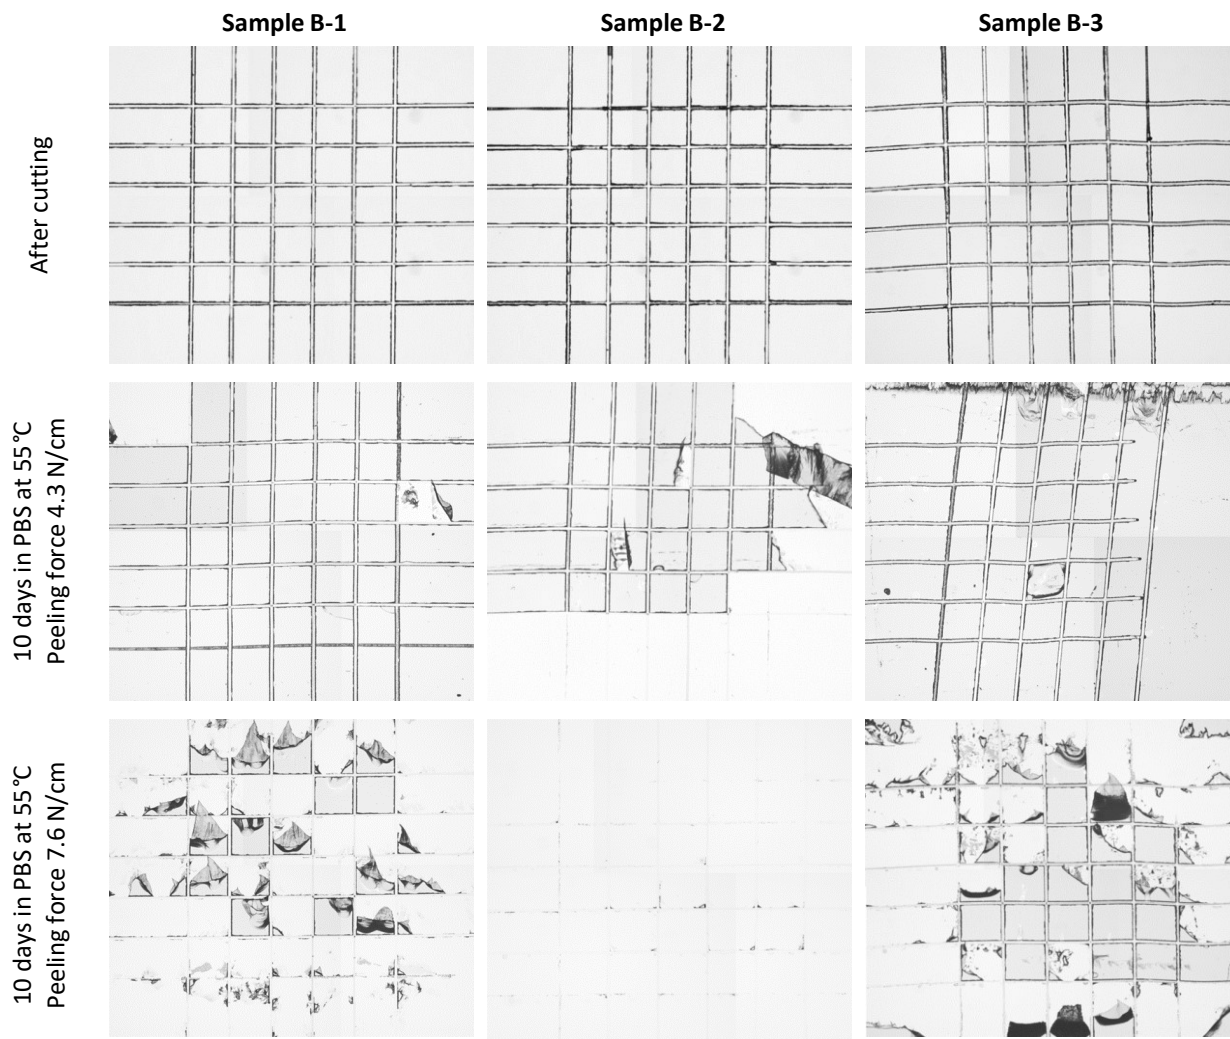 Sample B-1
Sample B-2
Sample B-3
After cutting
10 days in PBS at 55℃
Peeling force 4.3 N/cm
10 days in PBS at 55℃
Peeling force 7.6 N/cm